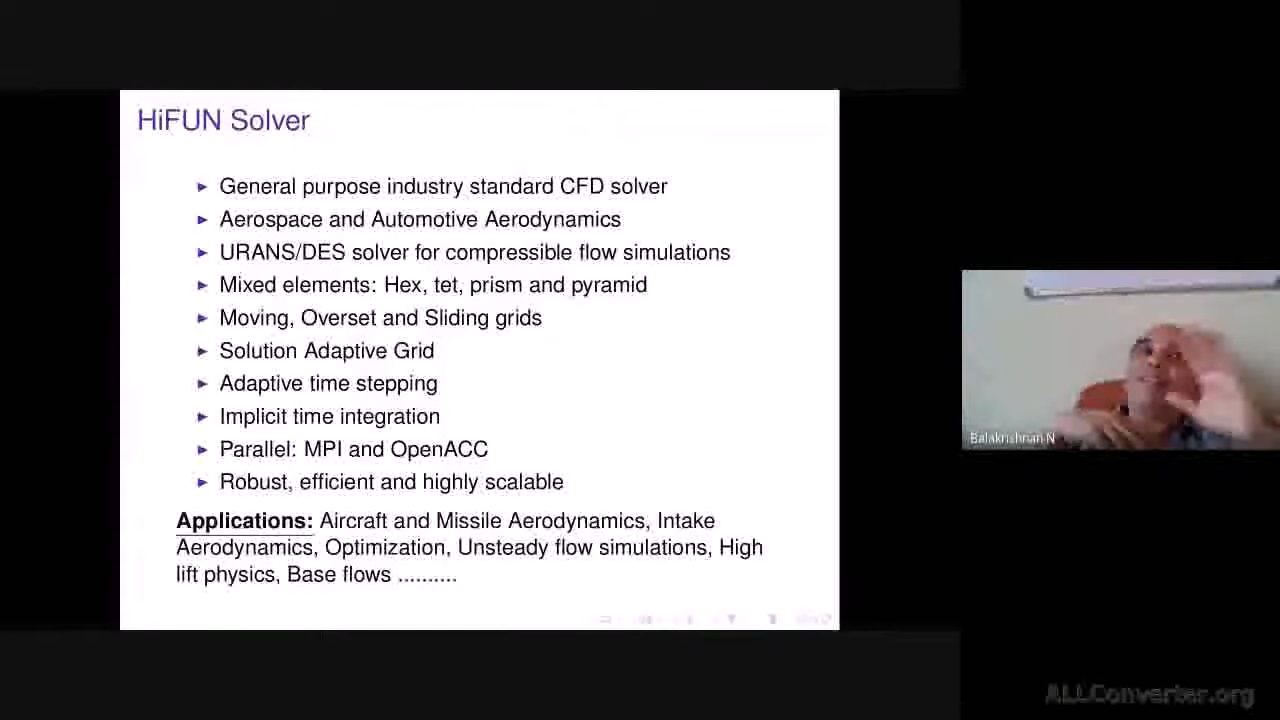 HiFUN Solver
General purpose industry standard CFD solver
Aerospace and Automotive Aerodynamics
URANS/DES solver for compressible flow simulations
Mixed elements: Hex, tet, prism and pyramid
Moving, Overset and Sliding grids
Solution Adaptive Grid
Adaptive time stepping
Implicit time integration
Parallel: MPI and OpenACC
Robust, efficient and highly scalable
Applications: Aircraft and Missile Aerodynamics, Intake
Aerodynamics, Optimization, Unsteady flow simulations, High
lift physics, Base flows ..........
Balakrishnan N
ALLConverter.org